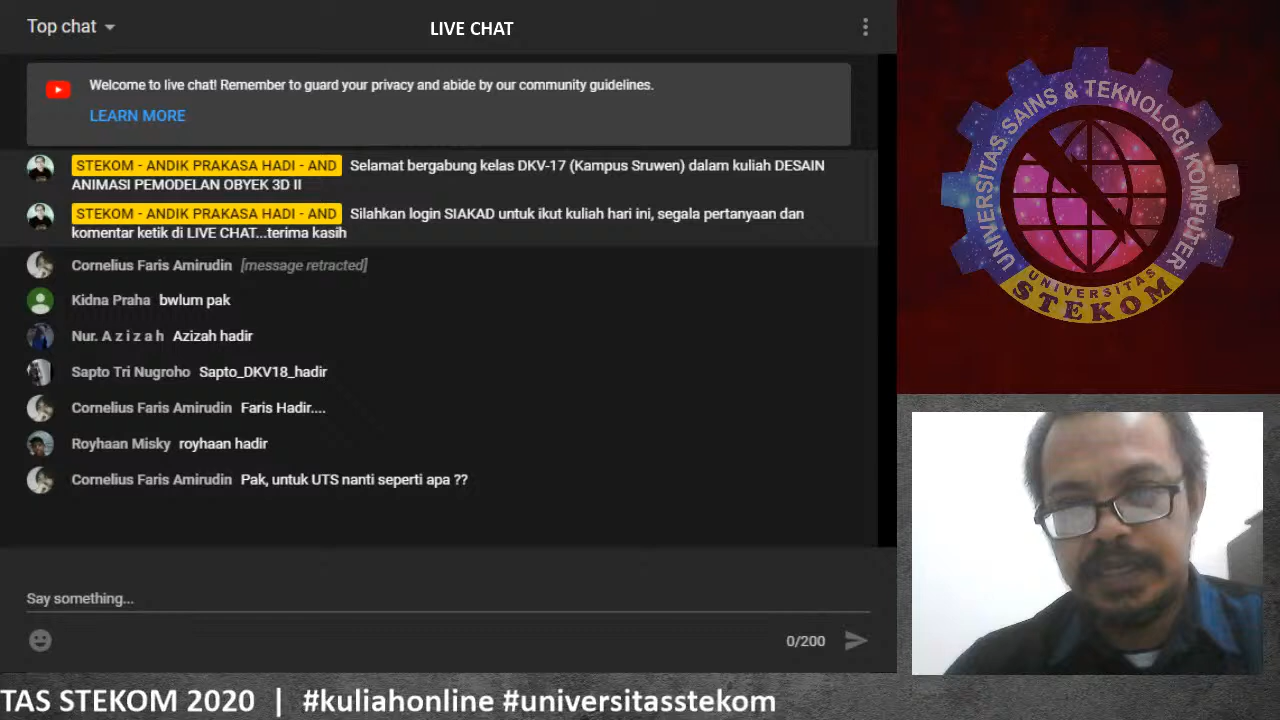 Top chat
LIVE CHAT
Welcome to live chat! Remember to guard your privacy and abide by our community guidelines.
LEARN MORE
STEKOM - ANDIK PRAKASA HADI - AND Selamat bergabung kelas DKV-17 (Kampus Sruwen) dalam kuliah DESAIN
ANIMASI PEMODELAN OBYEK 3D II
STEKOM - ANDIK PRAKASA HADI - AND Silahkan login SIAKAD untuk ikut kuliah hari ini, segala pertanyaan dan
komentar ketik di LIVE CHAT...terima kasih
Cornelius Faris Amirudin [message retracted]
Kidna Praha bwlum pak
Nur. A z i z a h Azizah hadir
Sapto Tri Nugroho Sapto_DKV18_hadir
Cornelius Faris Amirudin Faris Hadir....
Royhaan Misky royhaan hadir
Cornelius Faris Amirudin Pak, untuk UTS nanti seperti apa ??
Say something...
0/200
UNIVERSITAS SAINS & TEKNOLOGI KOMPUTER
UNIVERSITAS
STEKOM
TAS STEKOM 2020 | #kuliahonline #universitasstekom